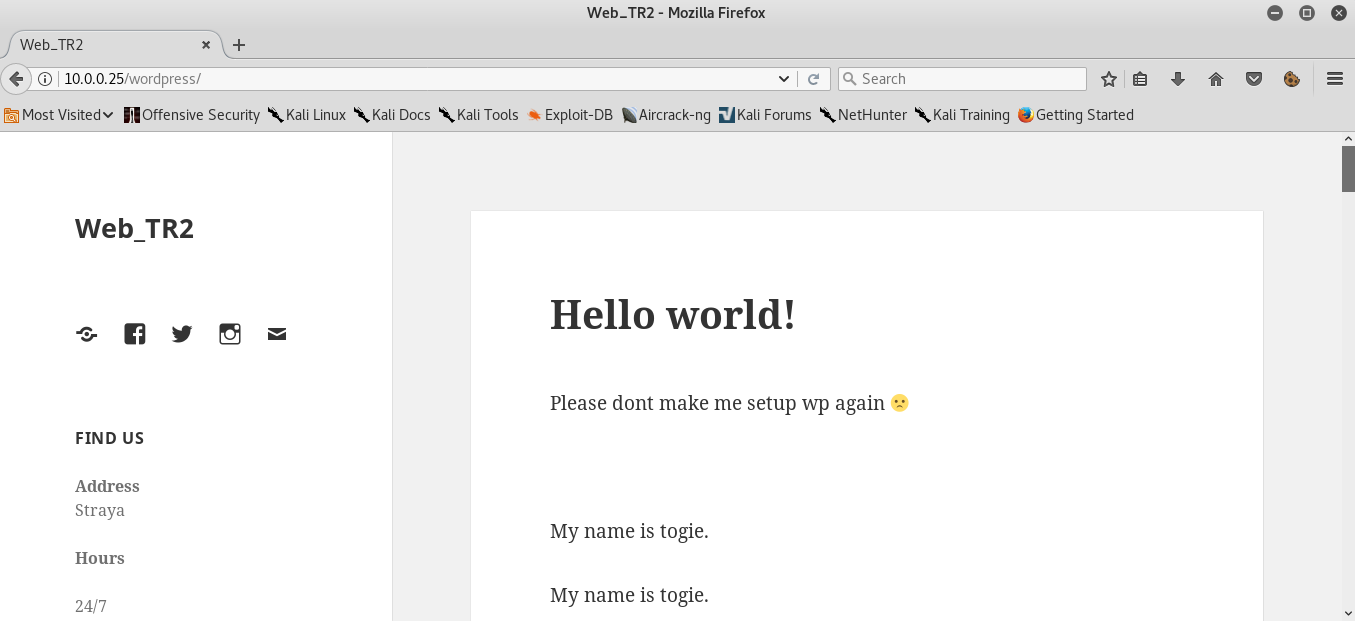 Web_TR2 - Mozilla Firefox
Web_TR2
10.0.0.25/wordpress/
Search
Most Visited
Offensive Security
Kali Linux
Kali Docs
Kali Tools
Exploit-DB
Aircrack-ng
Kali Forums
NetHunter
Kali Training
Getting Started
Web_TR2
FIND US
Address
Straya
Hours
24/7
Hello world!
Please dont make me setup wp again 🙁
My name is togie.
My name is togie.